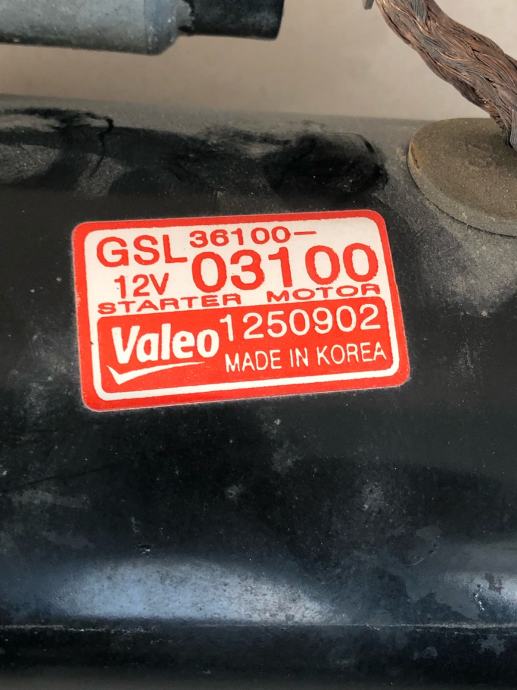 GSL 36100-
12V 03100
STARTER MOTOR
Valeo 1250902
MADE IN KOREA